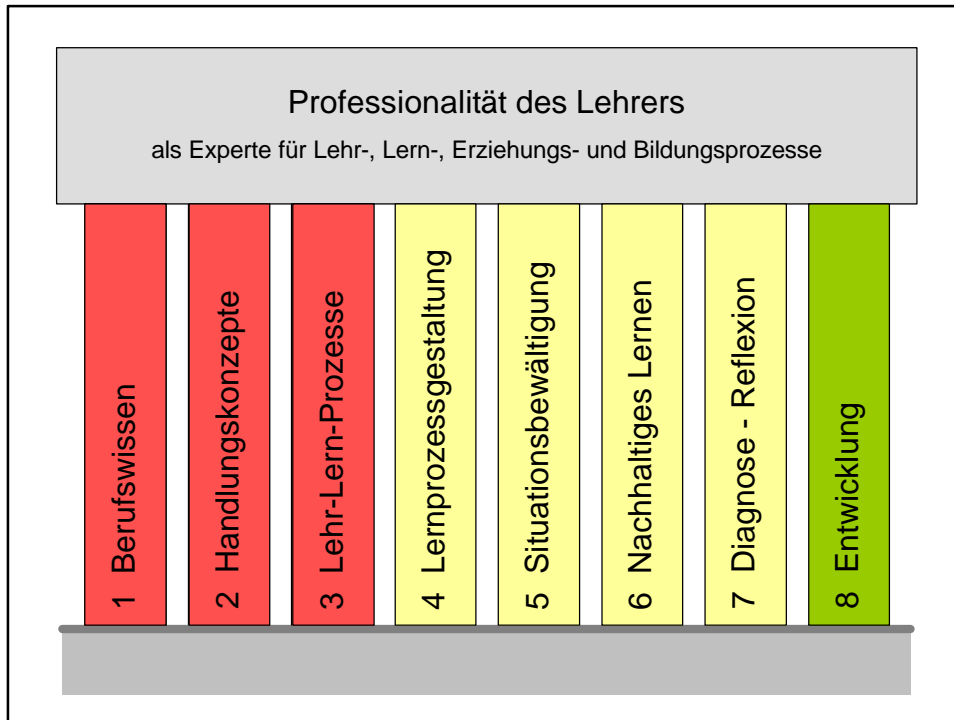 Professionalität des Lehrers
als Experte für Lehr-, Lern-, Erziehungs- und Bildungsprozesse
1 Berufswissen
2 Handlungskonzepte
3 Lehr-Lern-Prozesse
4 Lernprozessgestaltung
5 Situationsbewältigung
6 Nachhaltiges Lernen
7 Diagnose - Reflexion
8 Entwicklung